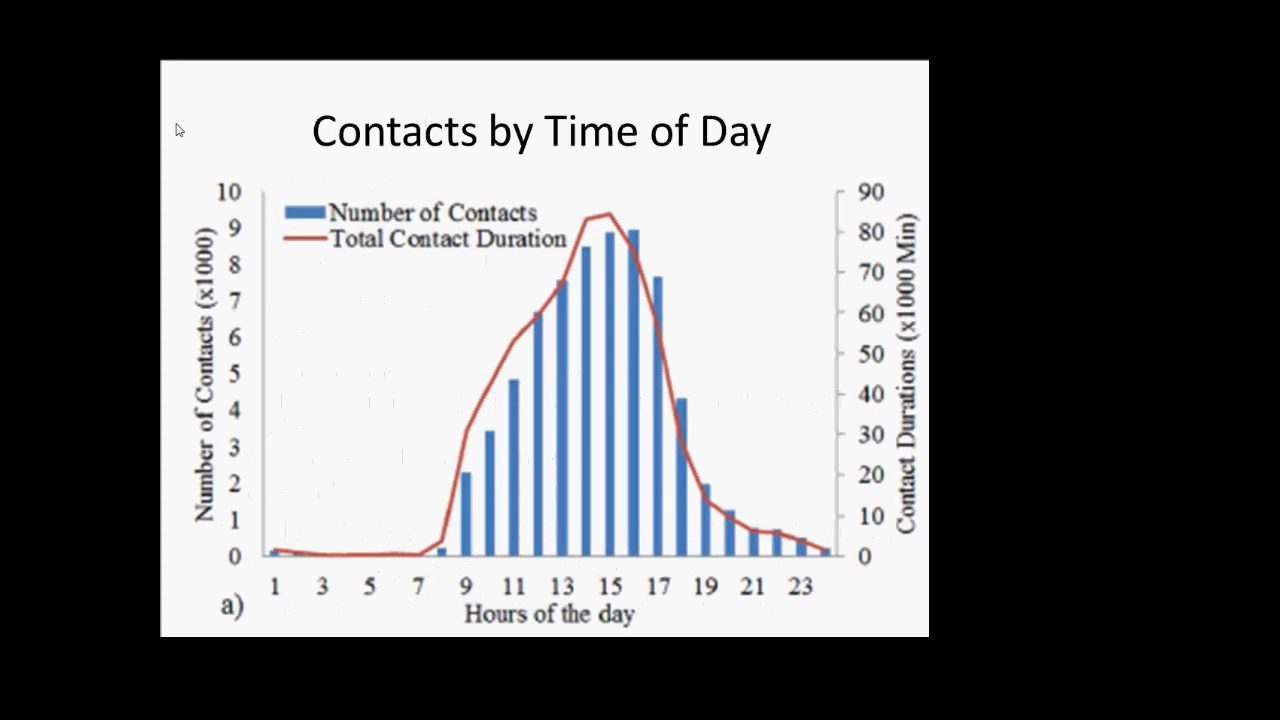 Contacts by Time of Day
Number of Contacts
Total Contact Duration
Number of Contacts (x1000)
10
9
8
7
6
5
4
3
2
1
0
Contact Durations (x1000 Min)
90
80
70
60
50
40
30
20
10
0
1 3 5 7 9 11 13 15 17 19 21 23
Hours of the day
a)